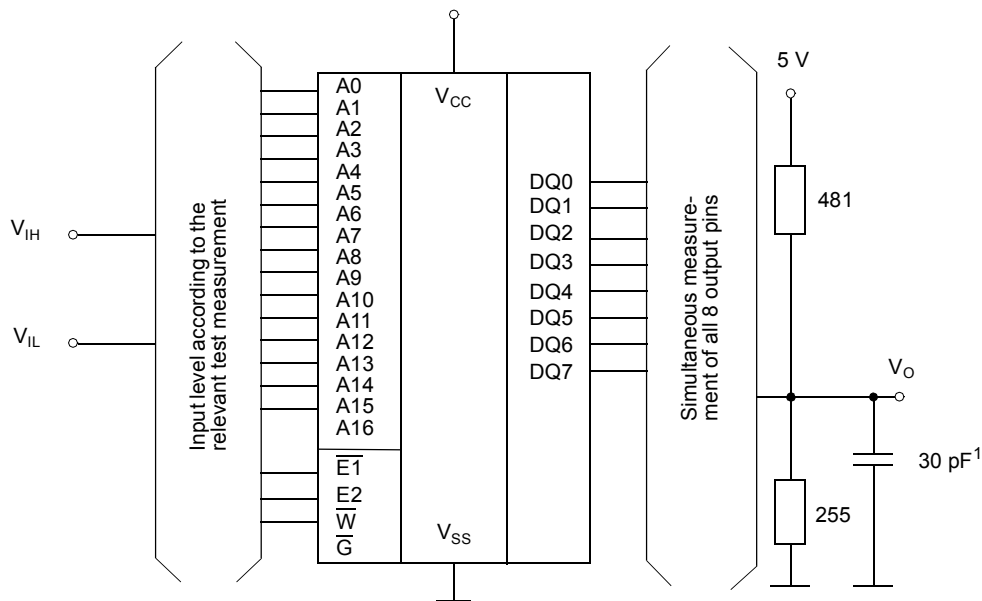 5 V
V_CC
A0
A1
A2
A3
A4
A5
A6
A7
A8
A9
A10
A11
A12
A13
A14
A15
A16
E̅1̅
E2
W̅
G̅
V_SS
DQ0
DQ1
DQ2
DQ3
DQ4
DQ5
DQ6
DQ7
V_IH
V_IL
Input level according to the
relevant test measurement
Simultaneous measure-
ment of all 8 output pins
481
V_O
30 pF¹
255